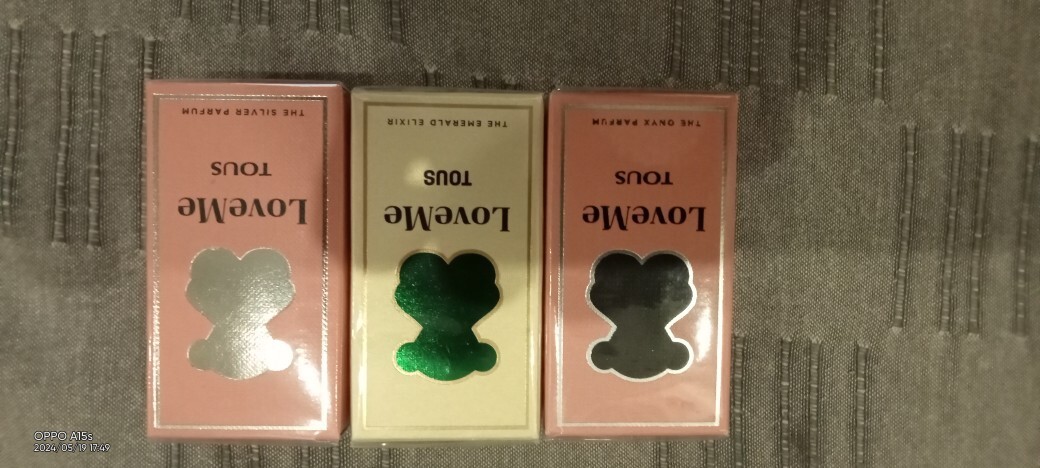 THE SILVER PARFUM
TOUS
LoveMe
THE EMERALD ELIXIR
TOUS
LoveMe
THE ONYX PARFUM
TOUS
LoveMe
OPPO A15s
2024/05/19 17:49